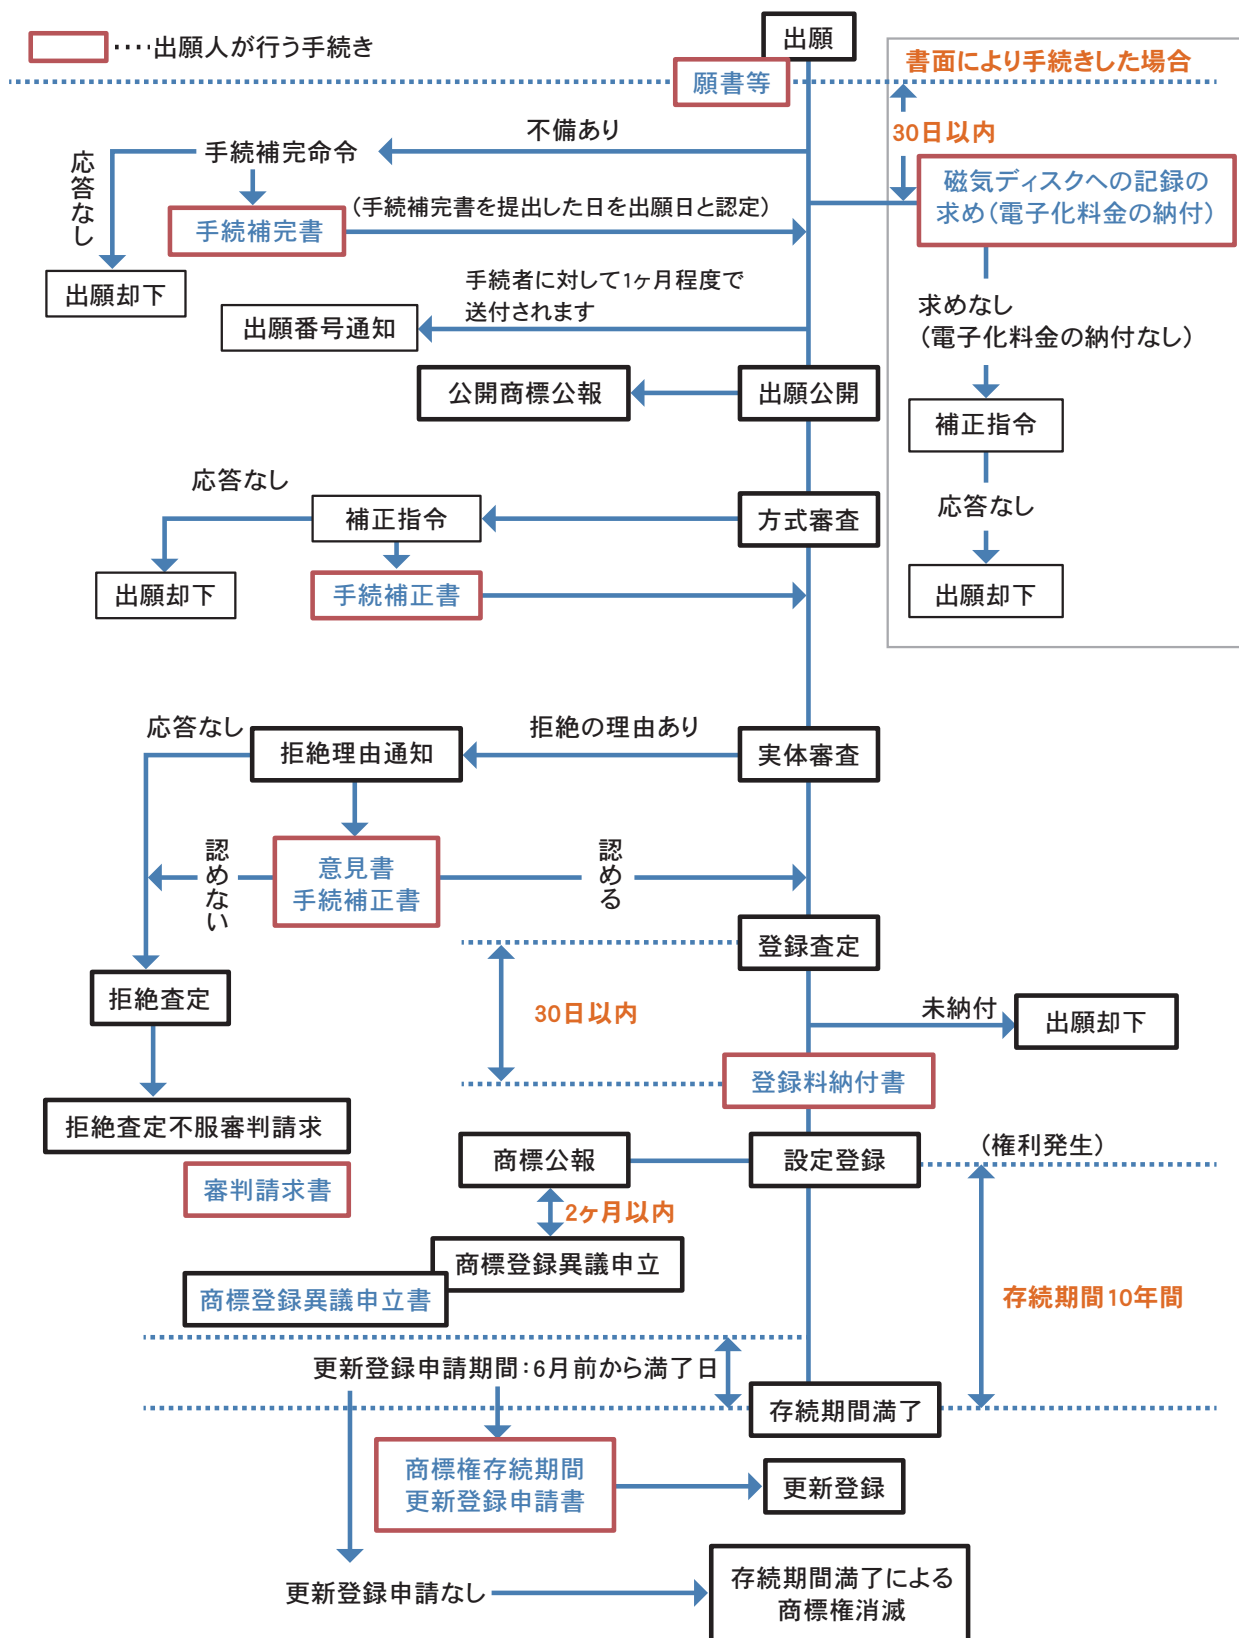 ････出願人が行う手続き
出願
願書等
書面により手続きした場合
30日以内
磁気ディスクへの記録の
求め(電子化料金の納付)
求めなし
(電子化料金の納付なし)
補正指令
応答なし
出願却下
不備あり
手続補完命令
応答なし
手続補完書
(手続補完書を提出した日を出願日と認定)
出願却下
手続者に対して1ヶ月程度で
送付されます
出願番号通知
公開商標公報
出願公開
応答なし
補正指令
方式審査
出願却下
手続補正書
応答なし
拒絶理由通知
拒絶の理由あり
実体審査
認めない
意見書
手続補正書
認める
登録査定
拒絶査定
30日以内
未納付
出願却下
登録料納付書
拒絶査定不服審判請求
審判請求書
商標公報
設定登録
(権利発生)
2ヶ月以内
商標登録異議申立
商標登録異議申立書
存続期間10年間
更新登録申請期間：6月前から満了日
存続期間満了
商標権存続期間
更新登録申請書
更新登録
更新登録申請なし
存続期間満了による
商標権消滅